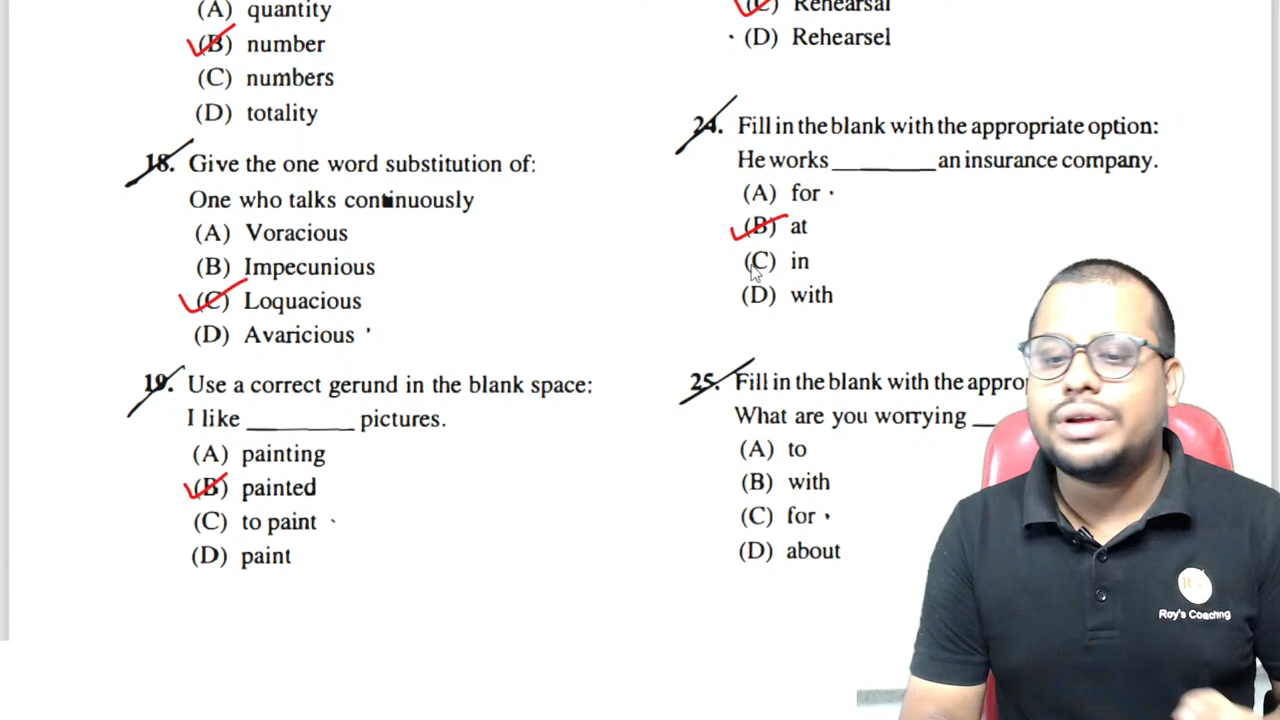 (A) quantity
(B) number
(C) numbers
(D) totality
18. Give the one word substitution of:
One who talks continuously
(A) Voracious
(B) Impecunious
(C) Loquacious
(D) Avaricious
19. Use a correct gerund in the blank space:
I like _________ pictures.
(A) painting
(B) painted
(C) to paint
(D) paint
(C) Rehearsal
(D) Rehearsel
24. Fill in the blank with the appropriate option:
He works _________ an insurance company.
(A) for
(B) at
(C) in
(D) with
25. Fill in the blank with the appro
What are you worrying __
(A) to
(B) with
(C) for
(D) about
Roy's Coaching